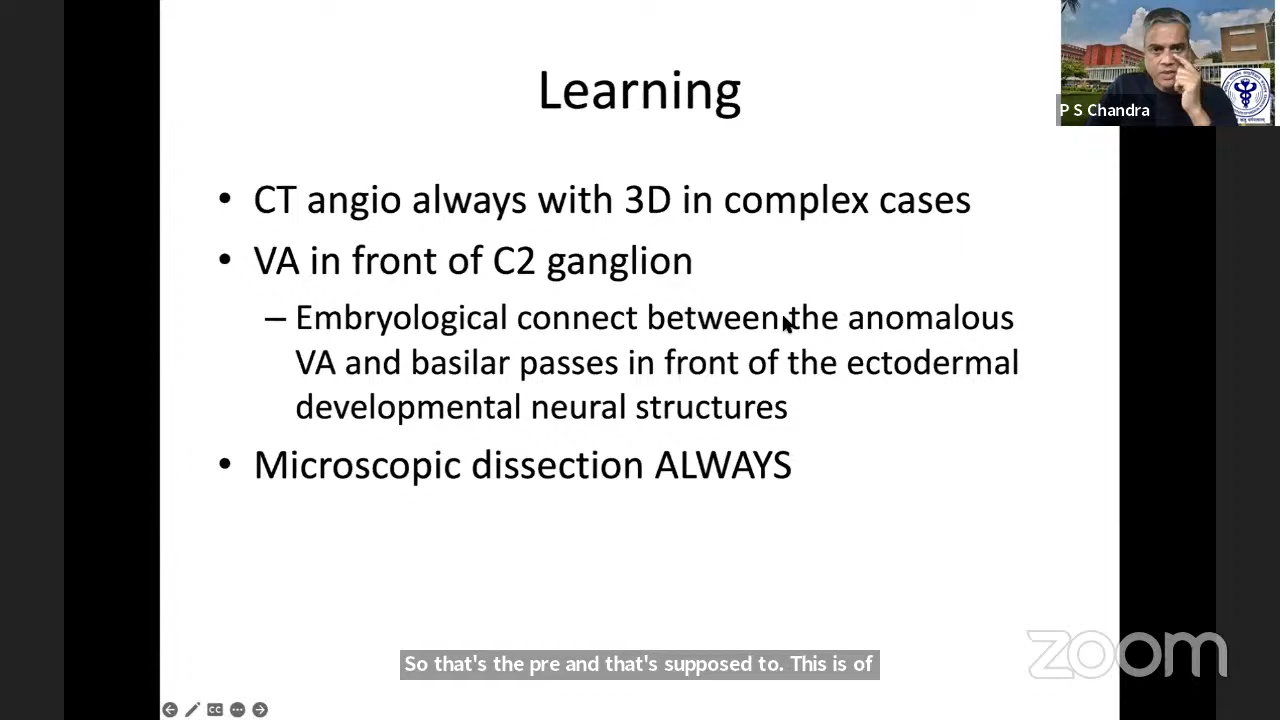 Learning
P S Chandra
• CT angio always with 3D in complex cases
• VA in front of C2 ganglion
– Embryological connect between the anomalous
VA and basilar passes in front of the ectodermal
developmental neural structures
• Microscopic dissection ALWAYS
zoom
So that's the pre and that's supposed to. This is of
CC